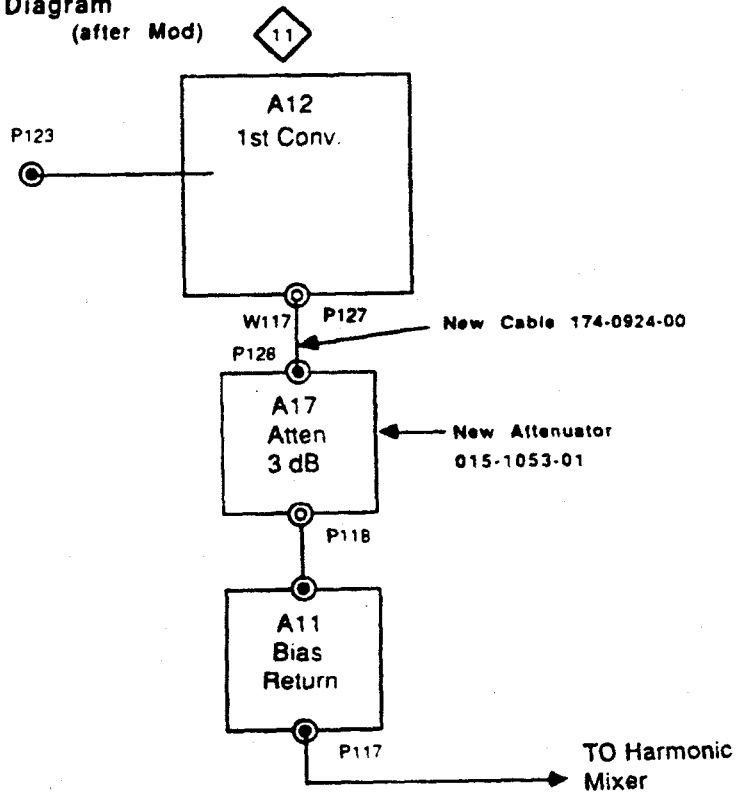 Diagram
(after Mod)
11
A12
1st Conv.
P123
W117 P127
New Cable 174-0924-00
P126
A17
Atten
3 dB
New Attenuator
015-1053-01
P118
A11
Bias
Return
P117
TO Harmonic
Mixer